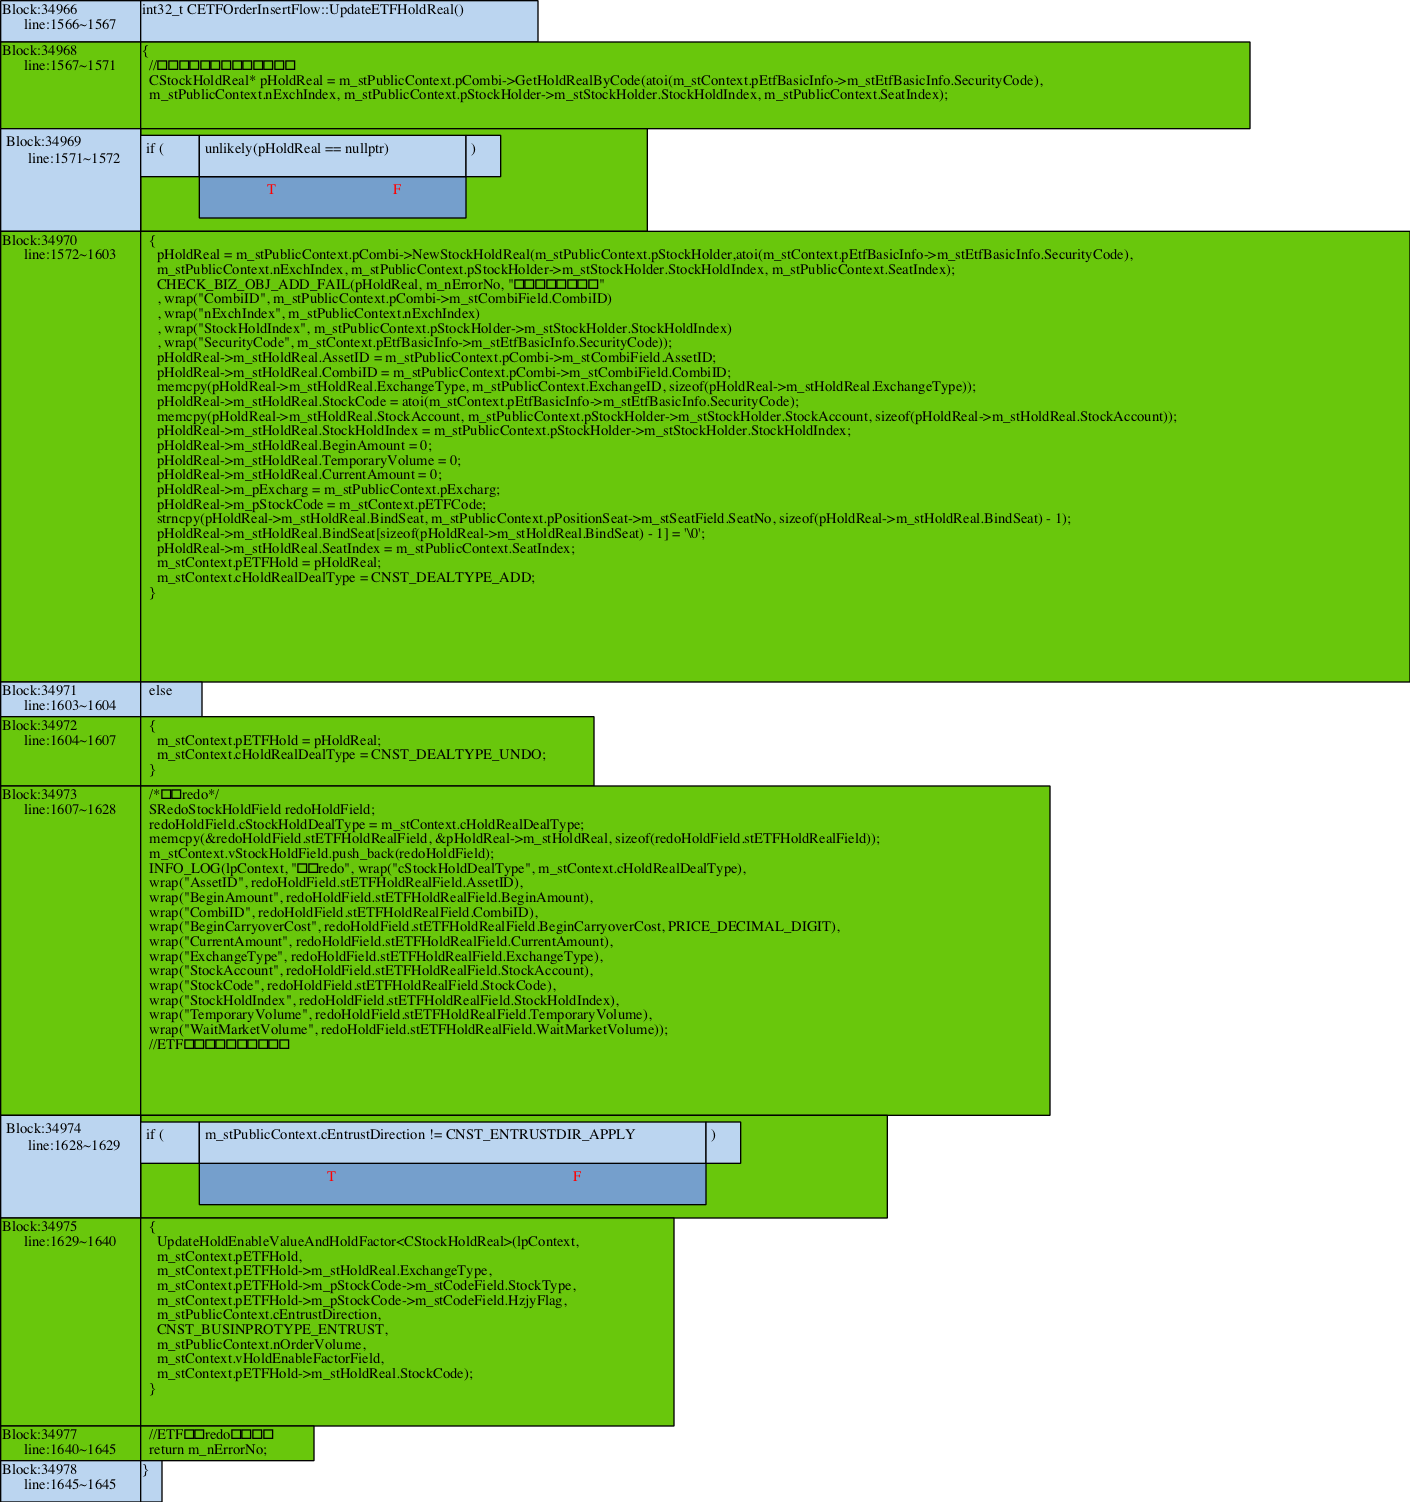 Block:34966
line:1566~1567
int32_t CETFOrderInsertFlow::UpdateETFHoldReal()
Block:34968
line:1567~1571
{
//□□□□□□□□□□□□□
CStockHoldReal* pHoldReal = m_stPublicContext.pCombi->GetHoldRealByCode(atoi(m_stContext.pEtfBasicInfo->m_stEtfBasicInfo.SecurityCode),
m_stPublicContext.nExchIndex, m_stPublicContext.pStockHolder->m_stStockHolder.StockHoldIndex, m_stPublicContext.SeatIndex);
Block:34969
line:1571~1572
if ( unlikely(pHoldReal == nullptr) )
T F
Block:34970
line:1572~1603
{
pHoldReal = m_stPublicContext.pCombi->NewStockHoldReal(m_stPublicContext.pStockHolder,atoi(m_stContext.pEtfBasicInfo->m_stEtfBasicInfo.SecurityCode),
m_stPublicContext.nExchIndex, m_stPublicContext.pStockHolder->m_stStockHolder.StockHoldIndex, m_stPublicContext.SeatIndex);
CHECK_BIZ_OBJ_ADD_FAIL(pHoldReal, m_nErrorNo, "□□□□□□□□"
, wrap("CombiID", m_stPublicContext.pCombi->m_stCombiField.CombiID)
, wrap("nExchIndex", m_stPublicContext.nExchIndex)
, wrap("StockHoldIndex", m_stPublicContext.pStockHolder->m_stStockHolder.StockHoldIndex)
, wrap("SecurityCode", m_stContext.pEtfBasicInfo->m_stEtfBasicInfo.SecurityCode));
pHoldReal->m_stHoldReal.AssetID = m_stPublicContext.pCombi->m_stCombiField.AssetID;
pHoldReal->m_stHoldReal.CombiID = m_stPublicContext.pCombi->m_stCombiField.CombiID;
memcpy(pHoldReal->m_stHoldReal.ExchangeType, m_stPublicContext.ExchangeID, sizeof(pHoldReal->m_stHoldReal.ExchangeType));
pHoldReal->m_stHoldReal.StockCode = atoi(m_stContext.pEtfBasicInfo->m_stEtfBasicInfo.SecurityCode);
memcpy(pHoldReal->m_stHoldReal.StockAccount, m_stPublicContext.pStockHolder->m_stStockHolder.StockAccount, sizeof(pHoldReal->m_stHoldReal.StockAccount));
pHoldReal->m_stHoldReal.StockHoldIndex = m_stPublicContext.pStockHolder->m_stStockHolder.StockHoldIndex;
pHoldReal->m_stHoldReal.BeginAmount = 0;
pHoldReal->m_stHoldReal.TemporaryVolume = 0;
pHoldReal->m_stHoldReal.CurrentAmount = 0;
pHoldReal->m_pExcharg = m_stPublicContext.pExcharg;
pHoldReal->m_pStockCode = m_stContext.pETFCode;
strncpy(pHoldReal->m_stHoldReal.BindSeat, m_stPublicContext.pPositionSeat->m_stSeatField.SeatNo, sizeof(pHoldReal->m_stHoldReal.BindSeat) - 1);
pHoldReal->m_stHoldReal.BindSeat[sizeof(pHoldReal->m_stHoldReal.BindSeat) - 1] = '\0';
pHoldReal->m_stHoldReal.SeatIndex = m_stPublicContext.SeatIndex;
m_stContext.pETFHold = pHoldReal;
m_stContext.cHoldRealDealType = CNST_DEALTYPE_ADD;
}
Block:34971
line:1603~1604
else
Block:34972
line:1604~1607
{
m_stContext.pETFHold = pHoldReal;
m_stContext.cHoldRealDealType = CNST_DEALTYPE_UNDO;
}
Block:34973
line:1607~1628
/*□□redo*/
SRedoStockHoldField redoHoldField;
redoHoldField.cStockHoldDealType = m_stContext.cHoldRealDealType;
memcpy(&redoHoldField.stETFHoldRealField, &pHoldReal->m_stHoldReal, sizeof(redoHoldField.stETFHoldRealField));
m_stContext.vStockHoldField.push_back(redoHoldField);
INFO_LOG(lpContext, "□□redo", wrap("cStockHoldDealType", m_stContext.cHoldRealDealType),
wrap("AssetID", redoHoldField.stETFHoldRealField.AssetID),
wrap("BeginAmount", redoHoldField.stETFHoldRealField.BeginAmount),
wrap("CombiID", redoHoldField.stETFHoldRealField.CombiID),
wrap("BeginCarryoverCost", redoHoldField.stETFHoldRealField.BeginCarryoverCost, PRICE_DECIMAL_DIGIT),
wrap("CurrentAmount", redoHoldField.stETFHoldRealField.CurrentAmount),
wrap("ExchangeType", redoHoldField.stETFHoldRealField.ExchangeType),
wrap("StockAccount", redoHoldField.stETFHoldRealField.StockAccount),
wrap("StockCode", redoHoldField.stETFHoldRealField.StockCode),
wrap("StockHoldIndex", redoHoldField.stETFHoldRealField.StockHoldIndex),
wrap("TemporaryVolume", redoHoldField.stETFHoldRealField.TemporaryVolume),
wrap("WaitMarketVolume", redoHoldField.stETFHoldRealField.WaitMarketVolume));
//ETF□□□□□□□□□□
Block:34974
line:1628~1629
if ( m_stPublicContext.cEntrustDirection != CNST_ENTRUSTDIR_APPLY )
T F
Block:34975
line:1629~1640
{
UpdateHoldEnableValueAndHoldFactor<CStockHoldReal>(lpContext,
m_stContext.pETFHold,
m_stContext.pETFHold->m_stHoldReal.ExchangeType,
m_stContext.pETFHold->m_pStockCode->m_stCodeField.StockType,
m_stContext.pETFHold->m_pStockCode->m_stCodeField.HzjyFlag,
m_stPublicContext.cEntrustDirection,
CNST_BUSINPROTYPE_ENTRUST,
m_stPublicContext.nOrderVolume,
m_stContext.vHoldEnableFactorField,
m_stContext.pETFHold->m_stHoldReal.StockCode);
}
Block:34977
line:1640~1645
//ETF□□redo□□□□
return m_nErrorNo;
Block:34978
line:1645~1645
}